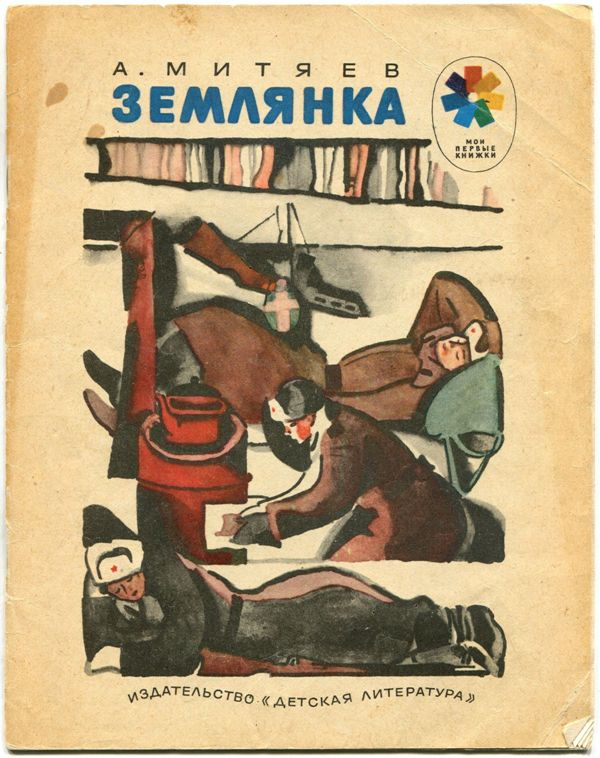 А. МИТЯЕВ
ЗЕМЛЯНКА
МОИ
ПЕРВЫЕ
КНИЖКИ
ИЗДАТЕЛЬСТВО «ДЕТСКАЯ ЛИТЕРАТУРА»